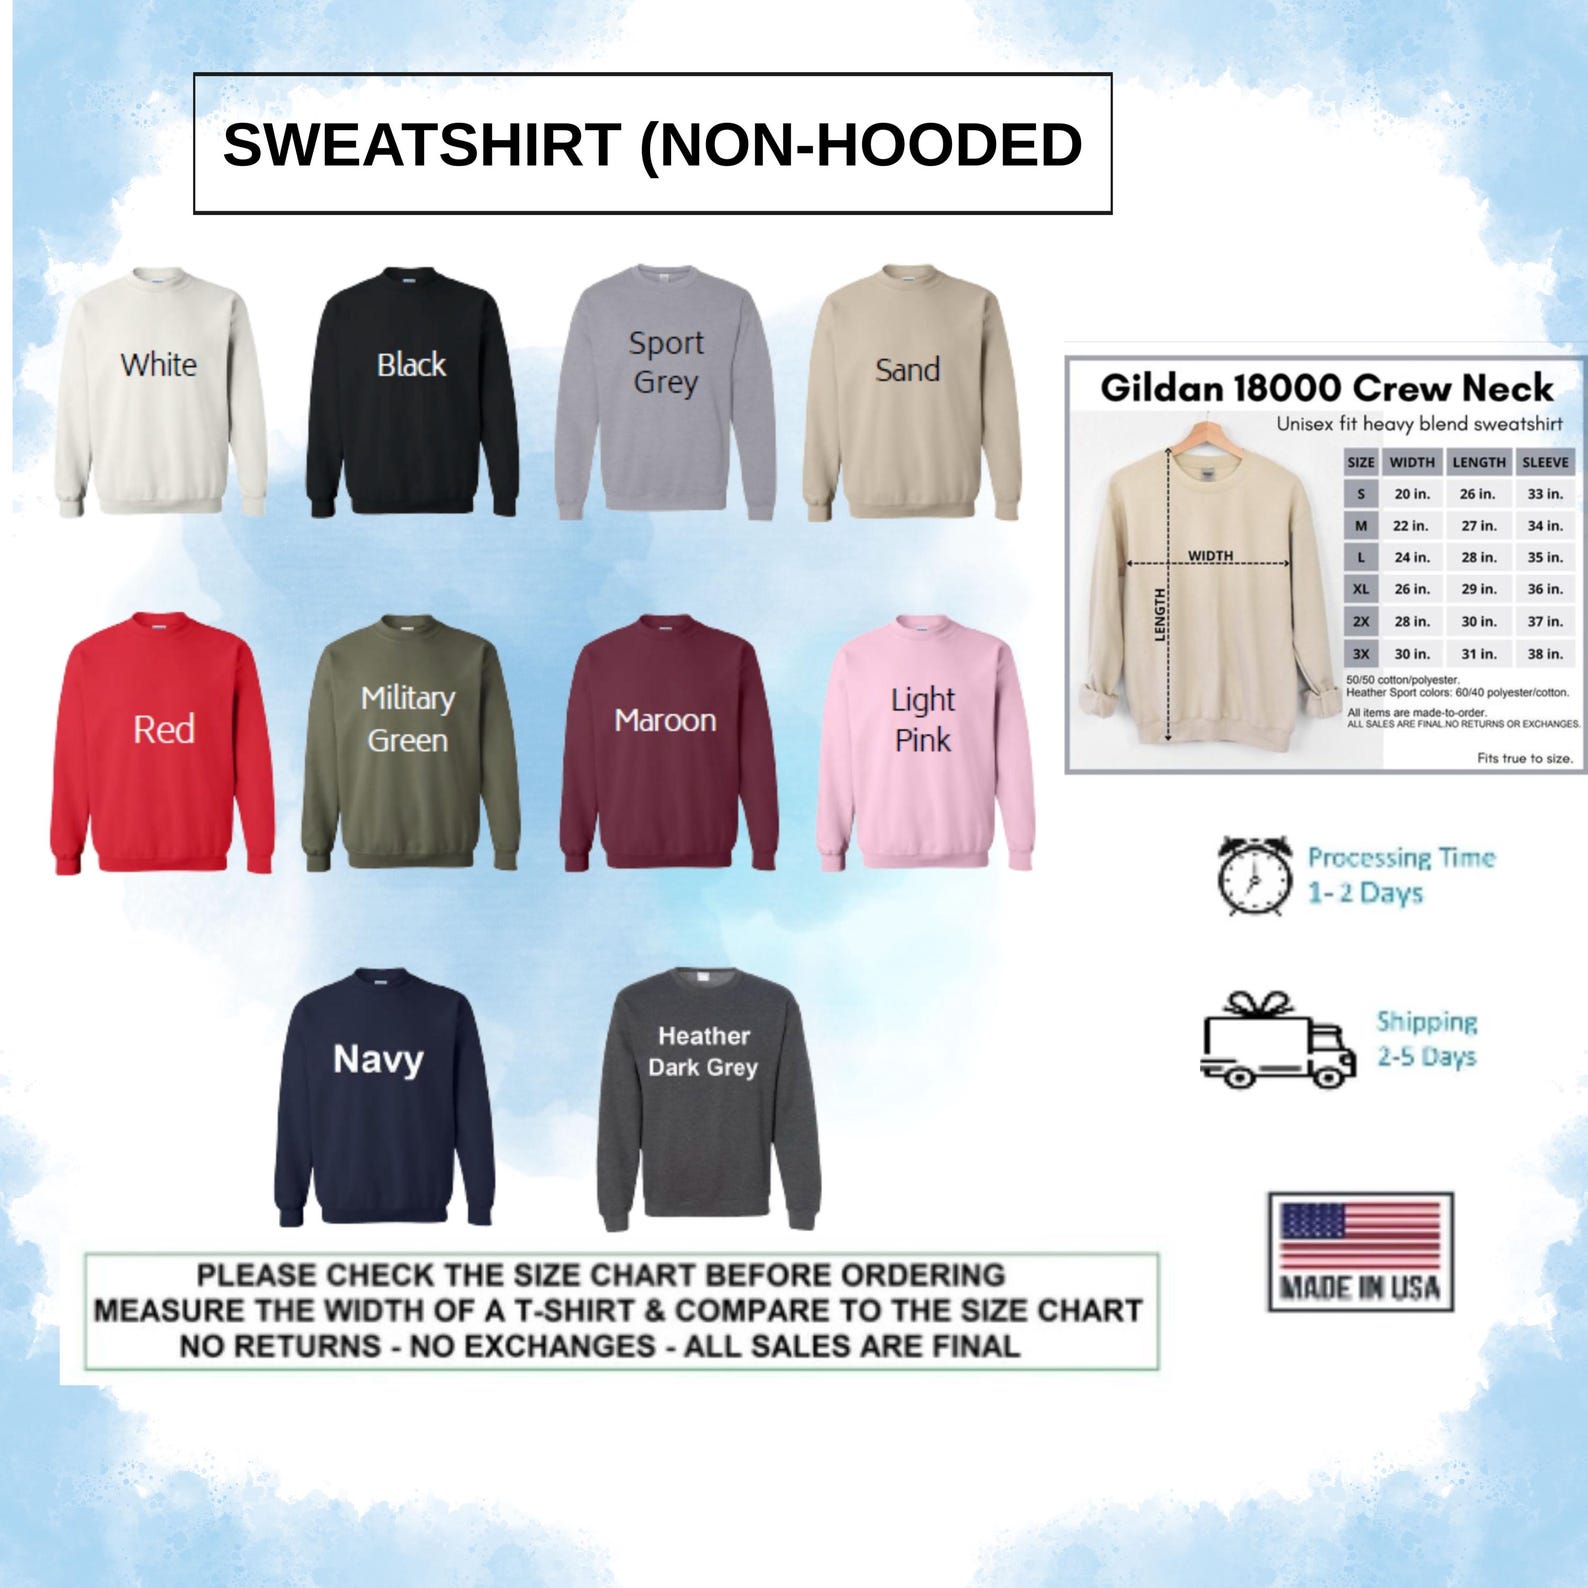 SWEATSHIRT (NON-HOODED
White
Black
Sport
Grey
Sand
Red
Military
Green
Maroon
Light
Pink
Navy
Heather
Dark Grey
Gildan 18000 Crew Neck
Unisex fit heavy blend sweatshirt
WIDTH
LENGTH
SIZE WIDTH LENGTH SLEEVE
S 20 in. 26 in. 33 in.
M 22 in. 27 in. 34 in.
L 24 in. 28 in. 35 in.
XL 26 in. 29 in. 36 in.
2X 28 in. 30 in. 37 in.
3X 30 in. 31 in. 38 in.
50/50 cotton/polyester.
Heather Sport colors: 60/40 polyester/cotton.
All items are made-to-order.
ALL SALES ARE FINAL.NO RETURNS OR EXCHANGES.
Fits true to size.
Processing Time
1-2 Days
Shipping
2-5 Days
MADE IN USA
PLEASE CHECK THE SIZE CHART BEFORE ORDERING
MEASURE THE WIDTH OF A T-SHIRT & COMPARE TO THE SIZE CHART
NO RETURNS - NO EXCHANGES - ALL SALES ARE FINAL